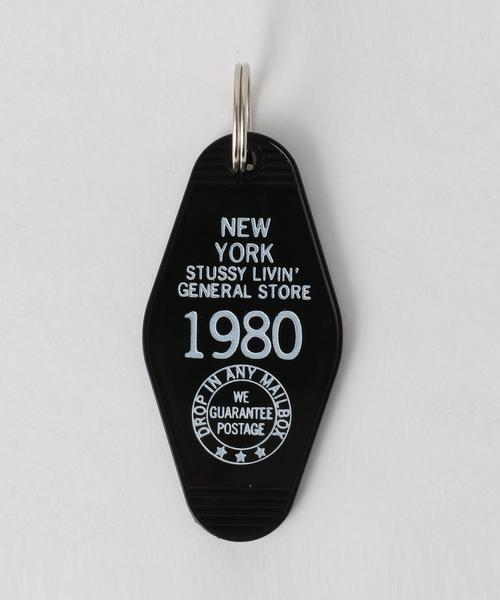 NEW
YORK
STUSSY LIVIN'
GENERAL STORE
1980
DROP IN ANY MAILBOX
WE
GUARANTEE
POSTAGE